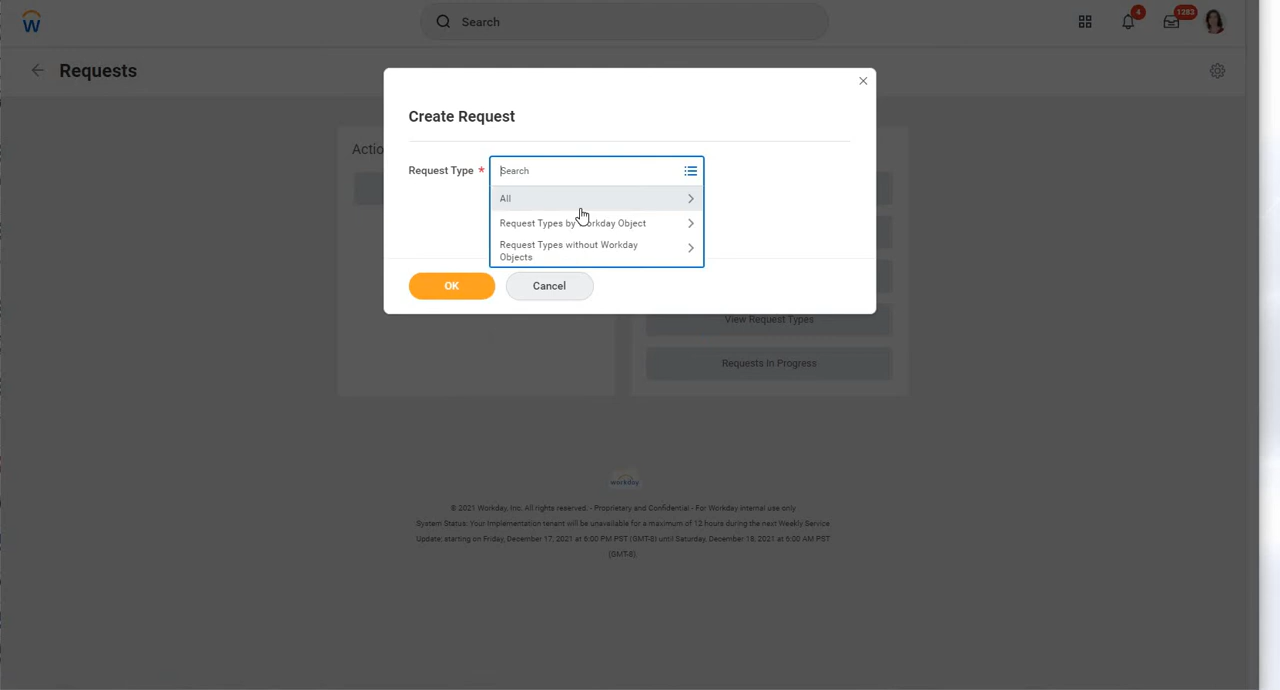 Search
4
1283
Requests
Create Request
Actio
Request Type *
Search
All
Request Types by Workday Object
Request Types without Workday
Objects
OK
Cancel
View Request Types
Requests In Progress
workday
© 2021 Workday, Inc. All rights reserved. - Proprietary and Confidential - For Workday internal use only
System Status: Your Implementation tenant will be unavailable for a maximum of 12 hours during the next Weekly Service
Update; starting on Friday, December 17, 2021 at 6:00 PM PST (GMT-8) until Saturday, December 18, 2021 at 6:00 AM PST
(GMT-8).